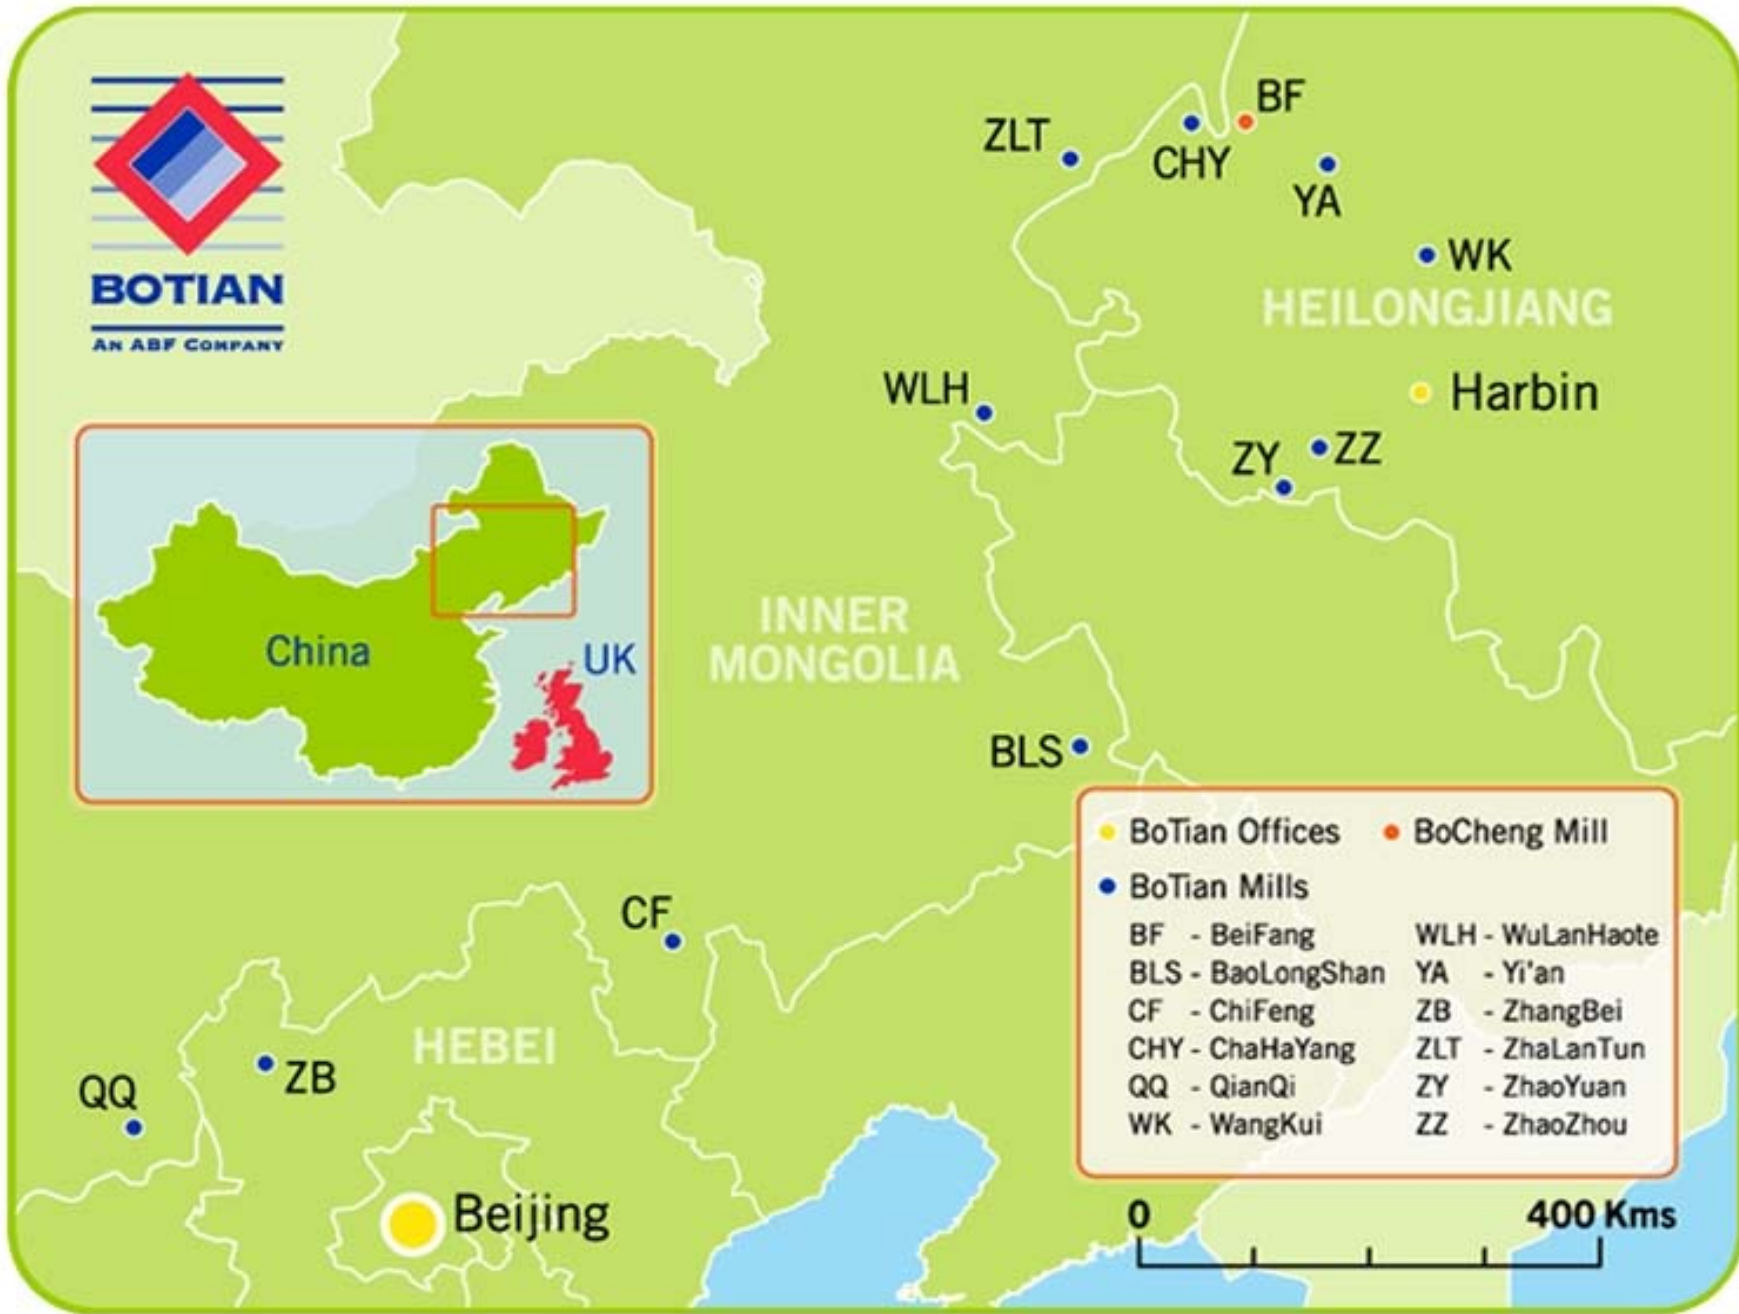 BOTIAN
AN ABF COMPANY
ZLT
BF
CHY
YA
WK
HEILONGJIANG
WLH
Harbin
ZY
ZZ
China
UK
INNER
MONGOLIA
BLS
BoTian Offices
BoCheng Mill
BoTian Mills
BF - BeiFang
BLS - BaoLongShan
CF - ChiFeng
CHY - ChaHaYang
QQ - QianQi
WK - WangKui
WLH - WuLanHaote
YA - Yi'an
ZB - ZhangBei
ZLT - ZhaLanTun
ZY - ZhaoYuan
ZZ - ZhaoZhou
CF
HEBEI
ZB
QQ
Beijing
0
400 Kms